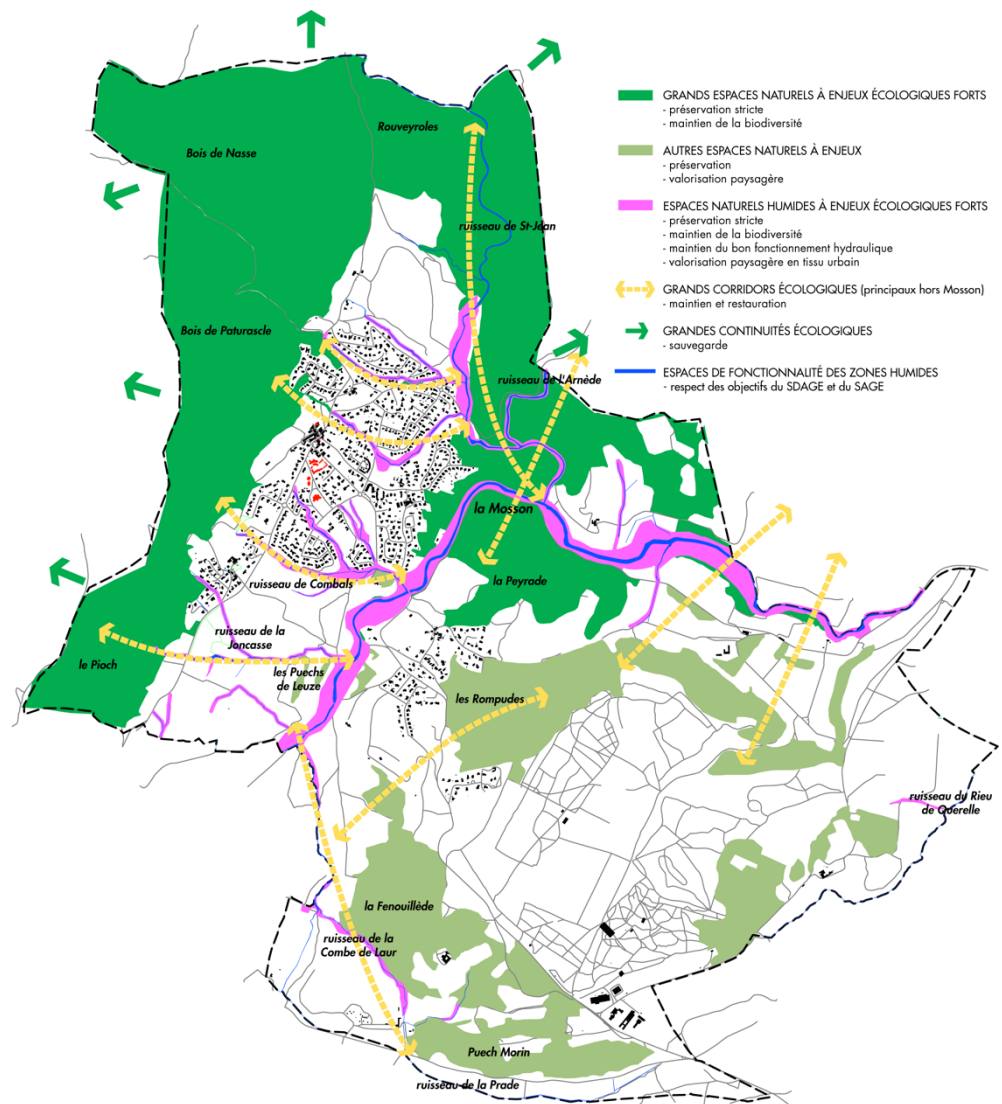 GRANDS ESPACES NATURELS À ENJEUX ÉCOLOGIQUES FORTS
- préservation stricte
- maintien de la biodiversité
AUTRES ESPACES NATURELS À ENJEUX
- préservation
- valorisation paysagère
ESPACES NATURELS HUMIDES À ENJEUX ÉCOLOGIQUES FORTS
- préservation stricte
- maintien de la biodiversité
- maintien du bon fonctionnement hydraulique
- valorisation paysagère en tissu urbain
GRANDS CORRIDORS ÉCOLOGIQUES (principaux hors Mosson)
- maintien et restauration
GRANDES CONTINUITÉS ÉCOLOGIQUES
- sauvegarde
ESPACES DE FONCTIONALITÉ DES ZONES HUMIDES
- respect des objectifs du SDAGE et du SAGE
Rouveyroles
Bois de Nasse
ruisseau de St-Jean
Bois de Paturascle
ruisseau de L'Arnède
la Mosson
la Peyrade
ruisseau de Combals
ruisseau de la
Joncasse
le Pioch
les Puechs
de Leuze
les Rompudes
ruisseau du Rieu
de Querelle
la Fenouillède
ruisseau de la
Combe de Laur
Puech Morin
ruisseau de la Prade